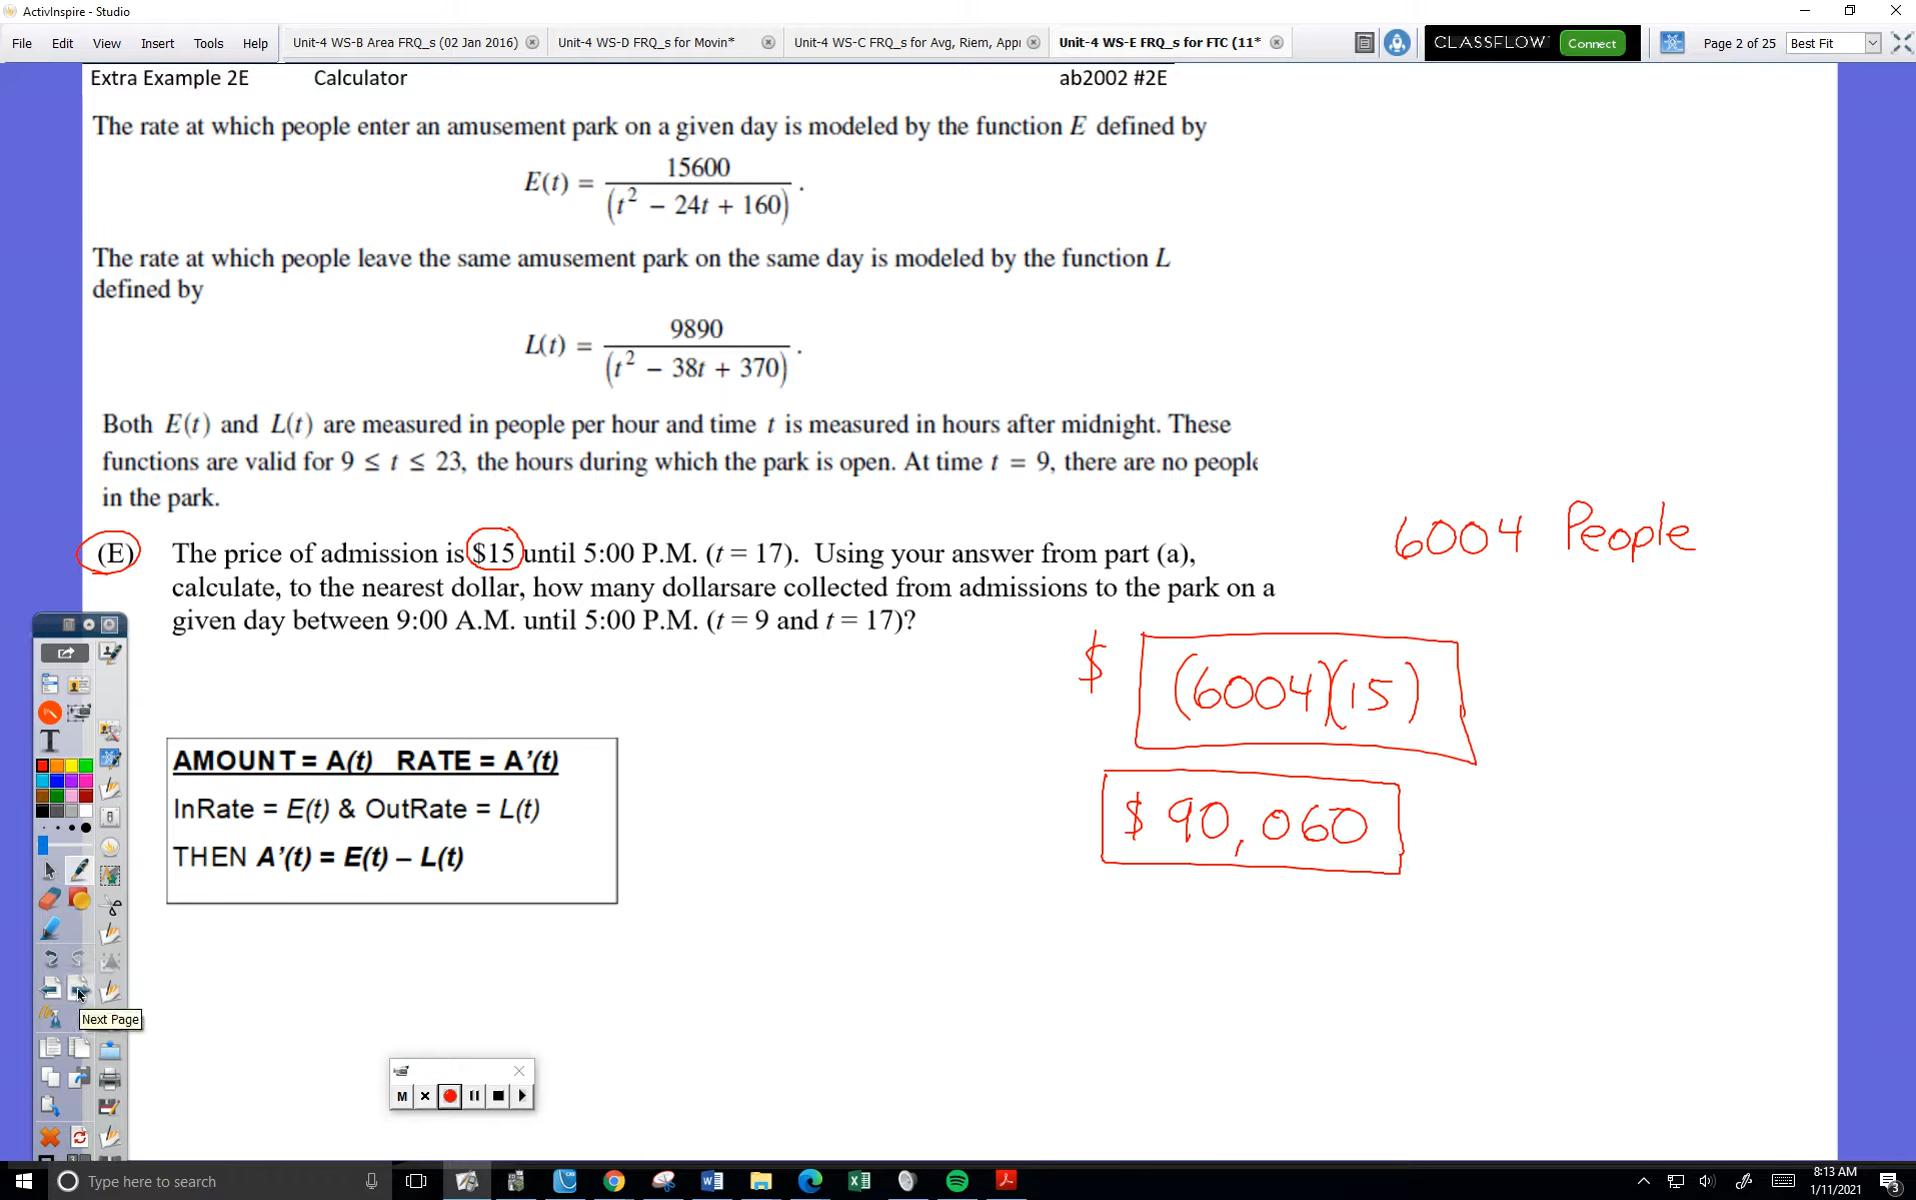 ActivInspire - Studio
File Edit View Insert Tools Help
Unit-4 WS-B Area FRQ_s (02 Jan 2016)
Unit-4 WS-D FRQ_s for Movin*
Unit-4 WS-C FRQ_s for Avg, Riem, Appr
Unit-4 WS-E FRQ_s for FTC (11*
CLASSFLOW
Connect
Page 2 of 25
Best Fit
Extra Example 2E Calculator ab2002 #2E
The rate at which people enter an amusement park on a given day is modeled by the function E defined by
E(t) = 15600 / (t² − 24t + 160) .
The rate at which people leave the same amusement park on the same day is modeled by the function L
defined by
L(t) = 9890 / (t² − 38t + 370) .
Both E(t) and L(t) are measured in people per hour and time t is measured in hours after midnight. These
functions are valid for 9 ≤ t ≤ 23, the hours during which the park is open. At time t = 9, there are no people
in the park.
6004 People
(E) The price of admission is $15 until 5:00 P.M. (t = 17). Using your answer from part (a),
calculate, to the nearest dollar, how many dollarsare collected from admissions to the park on a
given day between 9:00 A.M. until 5:00 P.M. (t = 9 and t = 17)?
$ (6004)(15)
$ 90,060
AMOUNT = A(t) RATE = A'(t)
InRate = E(t) & OutRate = L(t)
THEN A'(t) = E(t) – L(t)
T
Next Page
M
Type here to search
8:13 AM
1/11/2021
3